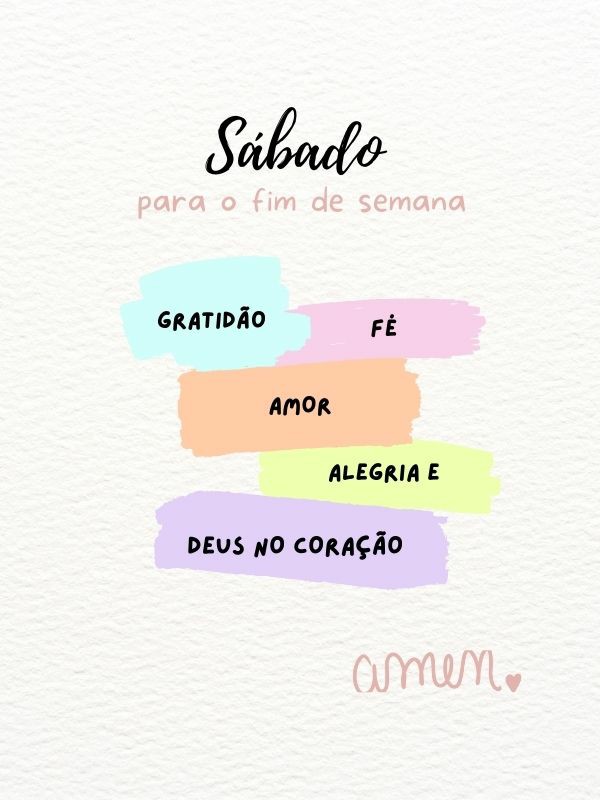 Sábado
para o fim de semana
GRATIDÃO
FÉ
AMOR
ALEGRIA E
DEUS NO CORAÇÃO
amen.